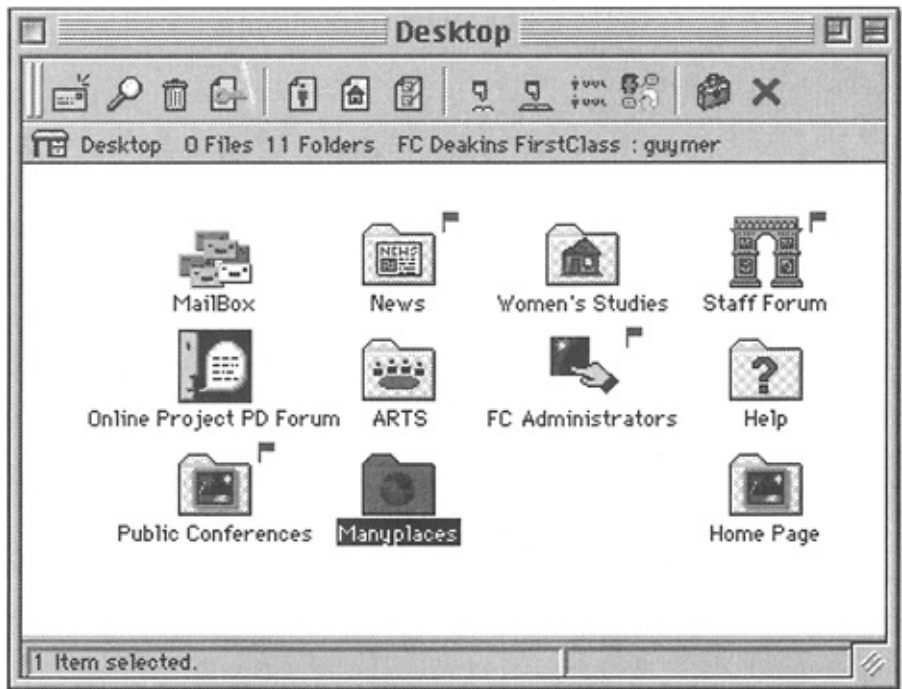 Desktop
Desktop 0 Files 11 Folders FC Deakins FirstClass : guymer
MailBox News Women's Studies Staff Forum
Online Project PD Forum ARTS FC Administrators Help
Public Conferences Manyplaces Home Page
1 Item selected.